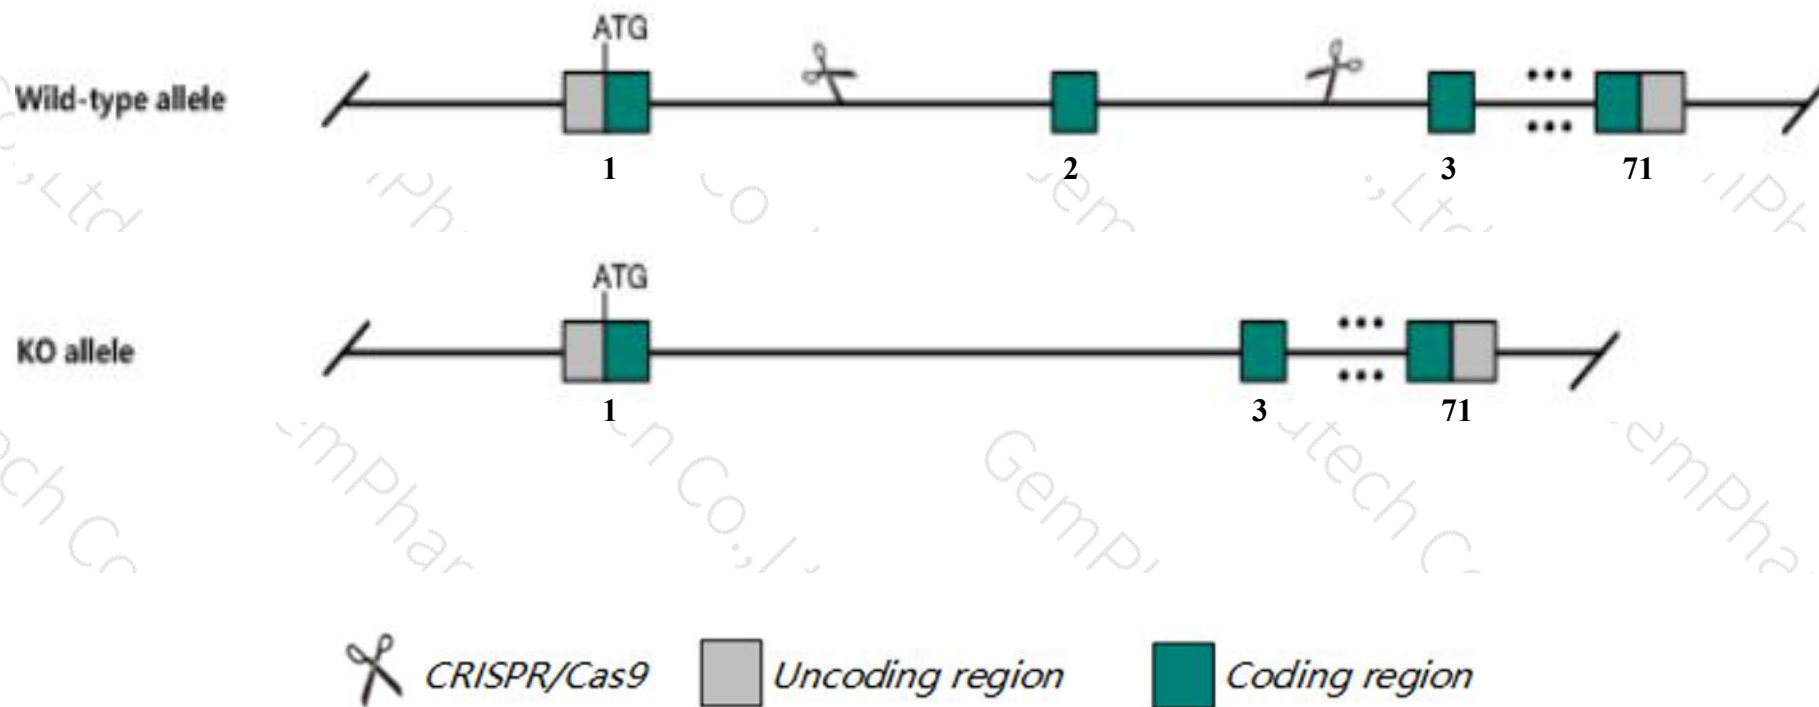 ATG
Wild-type allele
1 2 3 71
ATG
KO allele
1 3 71
CRISPR/Cas9 Uncoding region Coding region